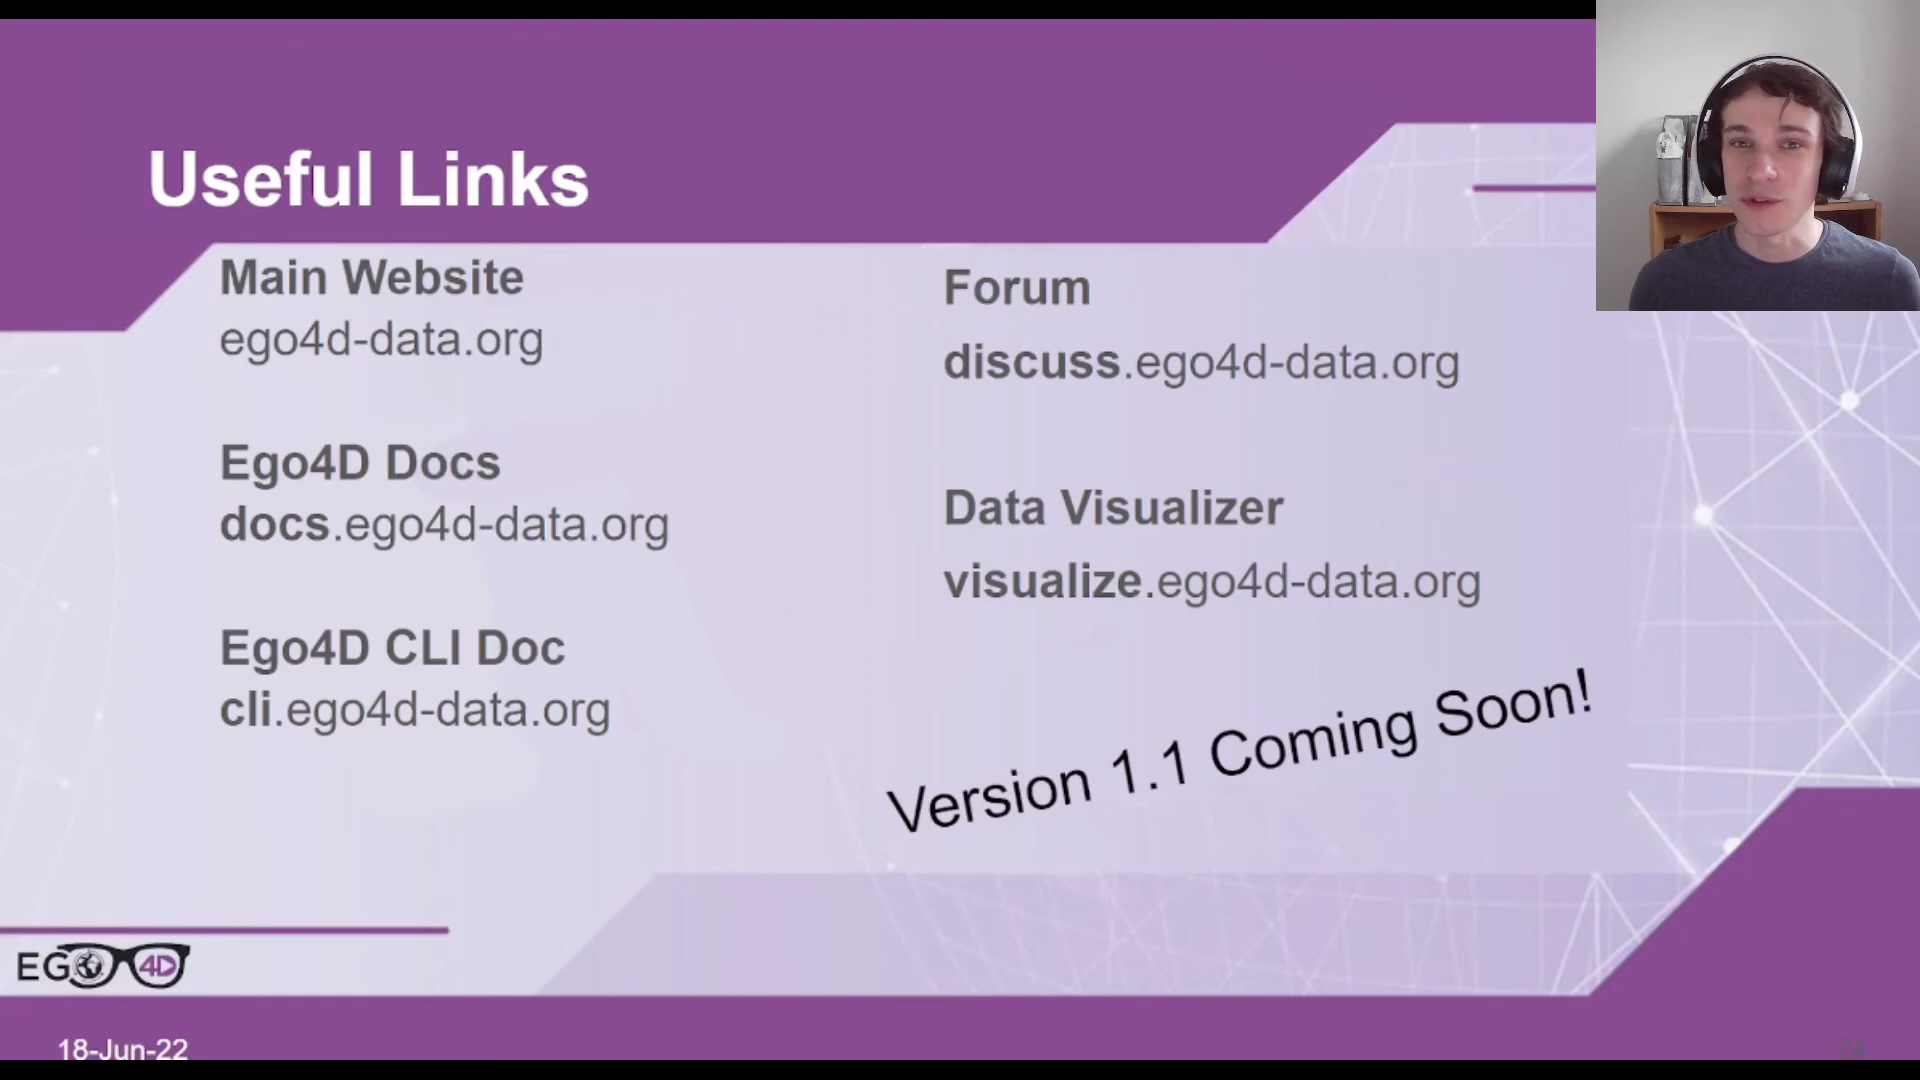 Useful Links
Main Website
ego4d-data.org
Ego4D Docs
docs.ego4d-data.org
Ego4D CLI Doc
cli.ego4d-data.org
Forum
discuss.ego4d-data.org
Data Visualizer
visualize.ego4d-data.org
Version 1.1 Coming Soon!
EGO4D
18-Jun-22
24